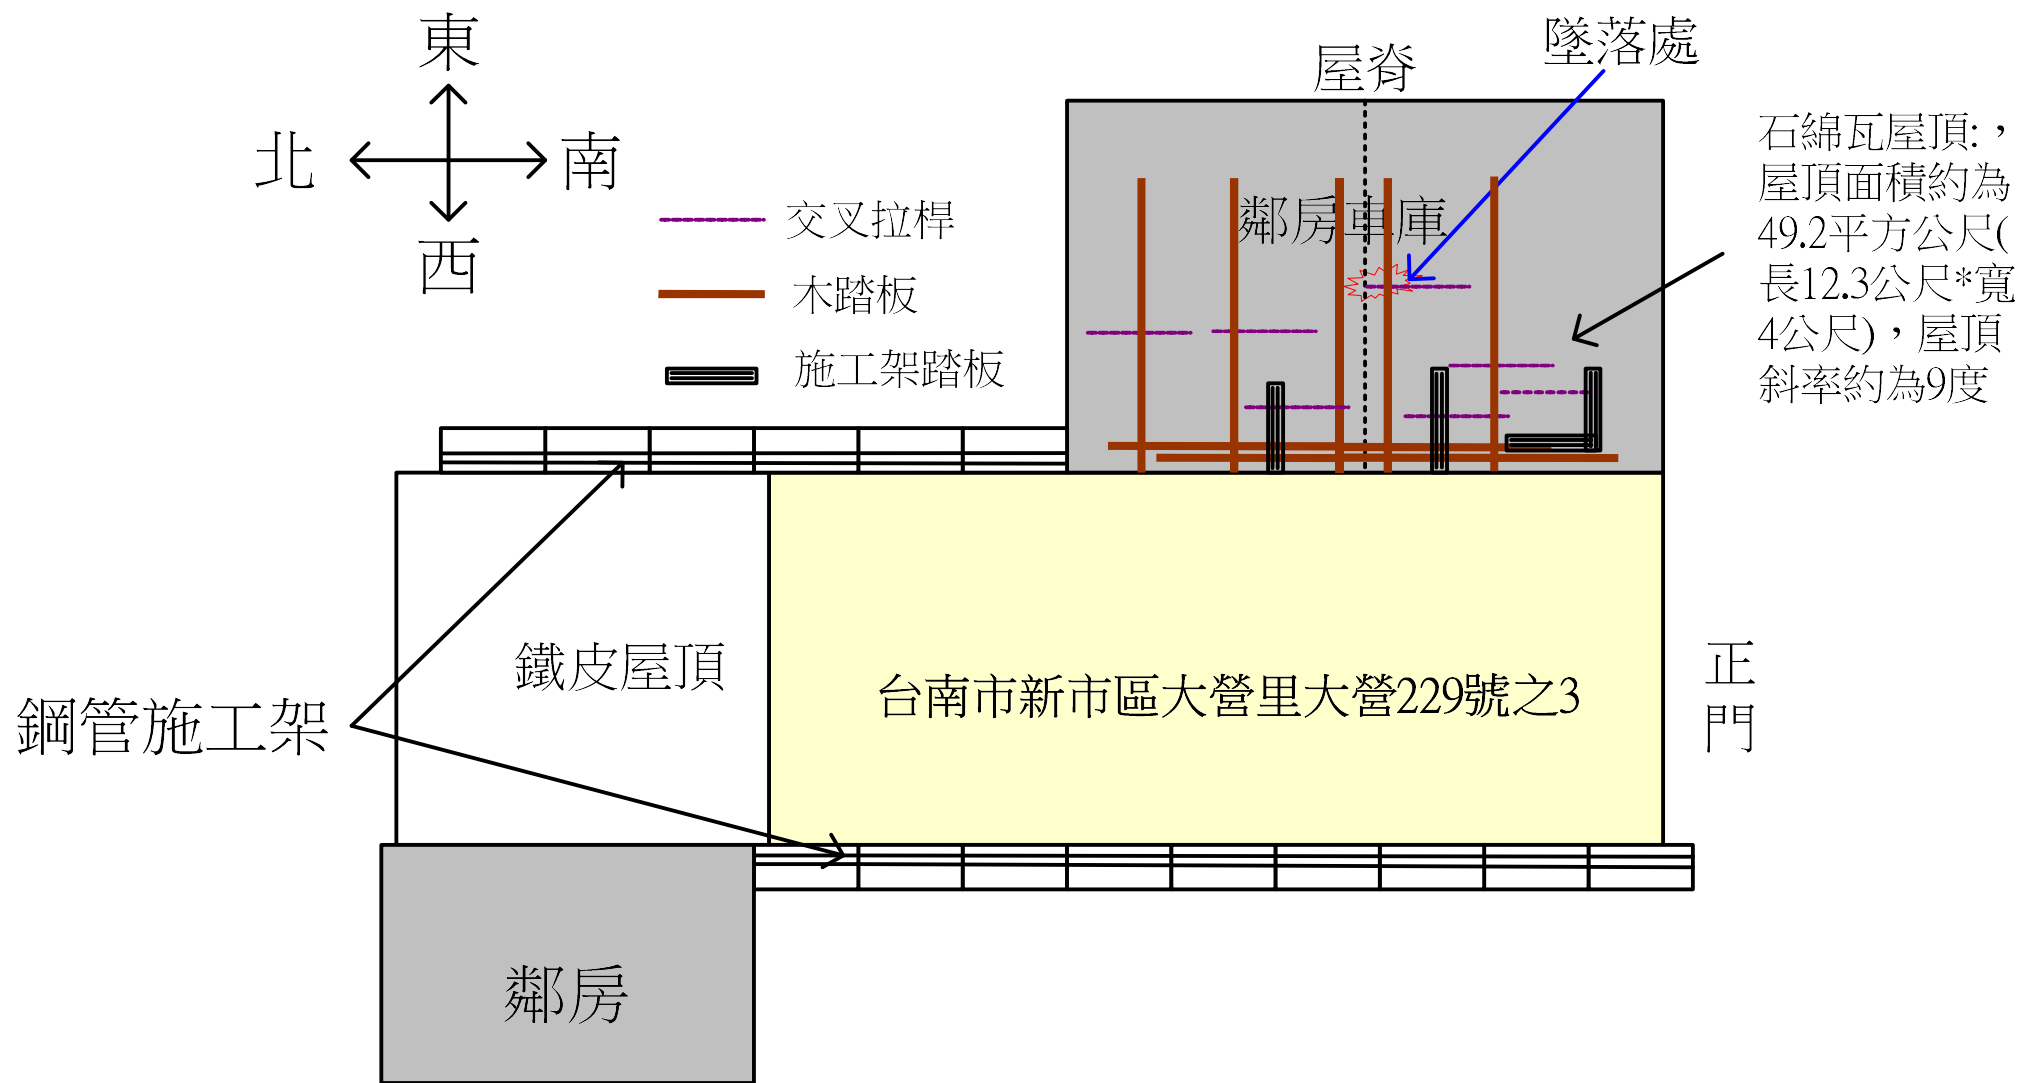 東
北
南
西
交叉拉桿
木踏板
施工架踏板
屋脊
墜落處
鄰房車庫
石綿瓦屋頂:，
屋頂面積約為
49.2平方公尺(
長12.3公尺*寬
4公尺)，屋頂
斜率約為9度
鐵皮屋頂
台南市新市區大營里大營229號之3
正門
鋼管施工架
鄰房